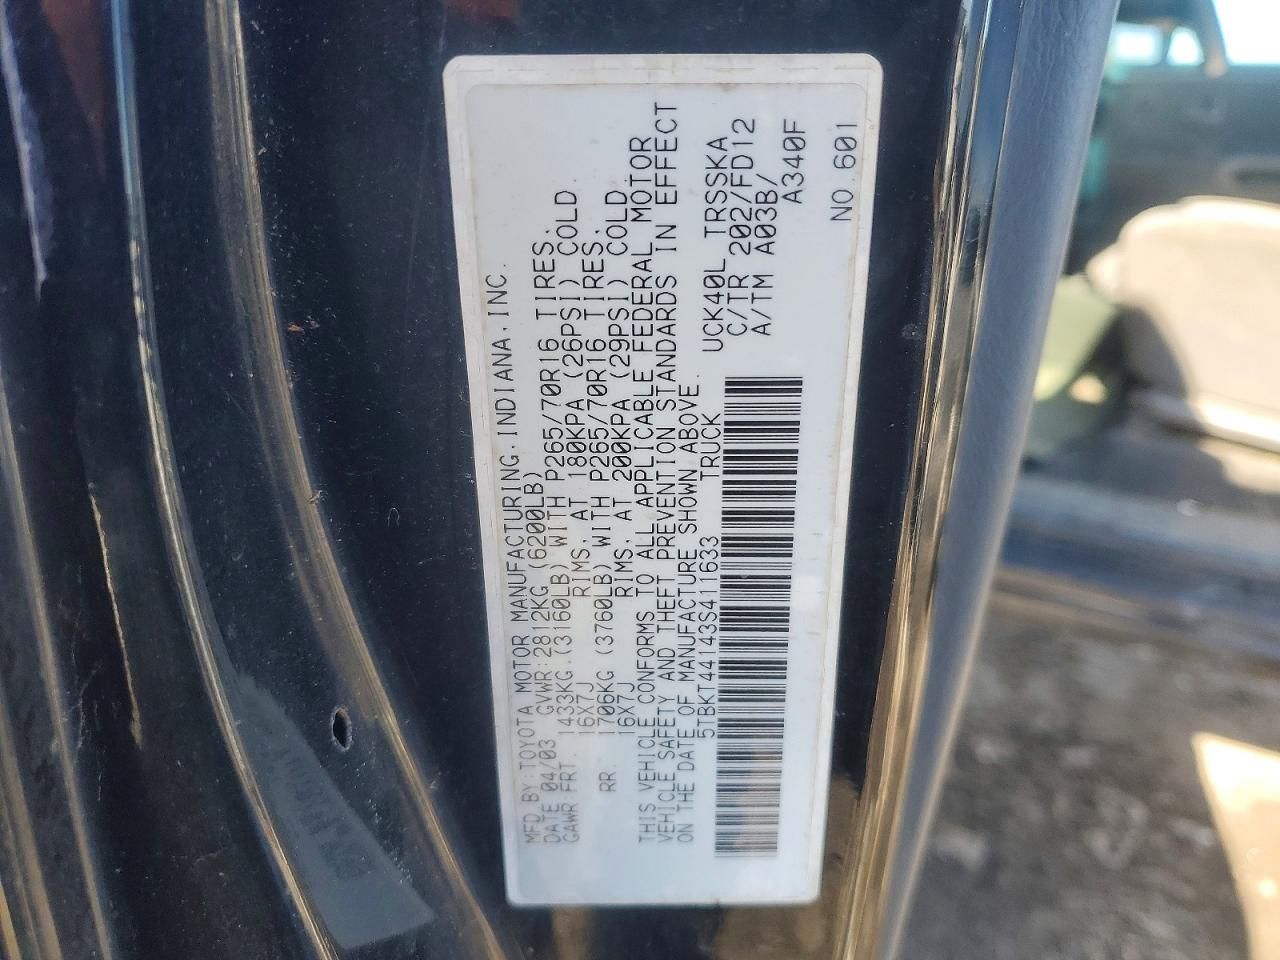 MFD BY:TOYOTA MOTOR MANUFACTURING,INDIANA,INC.
DATE 04/03 GVWR:2812KG (6200LB)
GAWR FRT. 1433KG.(3160LB) WITH P265/70R16 TIRES,
16X7J RIMS, AT 180KPA (26PSI) COLD
RR. 1706KG (3760LB) WITH P265/70R16 TIRES,
16X7J RIMS, AT 200KPA (29PSI) COLD
THIS VEHICLE CONFORMS TO ALL APPLICABLE FEDERAL MOTOR
VEHICLE SAFETY AND THEFT PREVENTION STANDARDS IN EFFECT
ON THE DATE OF MANUFACTURE SHOWN ABOVE.
5TBKT44143S411633 TRUCK
UCK40L TRSSKA
C/TR 202/FD12
A/TM A03B/
A340F
NO.601